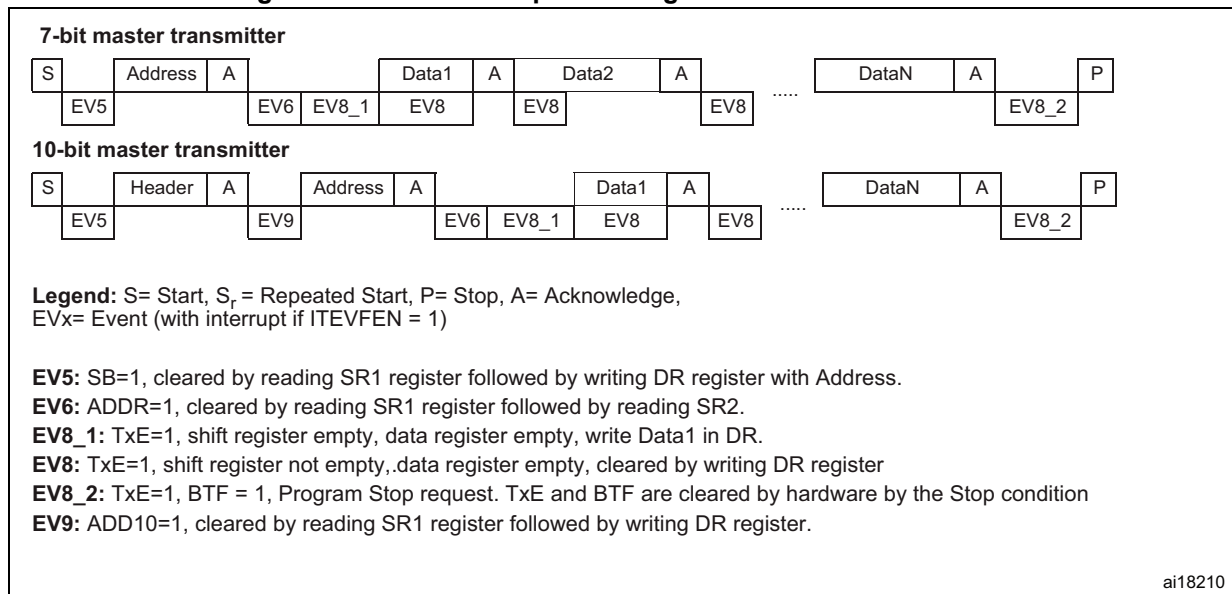 7-bit master transmitter
S Address A Data1 A Data2 A ..... DataN A P
EV5 EV6 EV8_1 EV8 EV8 EV8 EV8_2
10-bit master transmitter
S Header A Address A Data1 A ..... DataN A P
EV5 EV9 EV6 EV8_1 EV8 EV8 EV8_2
Legend: S= Start, Sr = Repeated Start, P= Stop, A= Acknowledge,
EVx= Event (with interrupt if ITEVFEN = 1)
EV5: SB=1, cleared by reading SR1 register followed by writing DR register with Address.
EV6: ADDR=1, cleared by reading SR1 register followed by reading SR2.
EV8_1: TxE=1, shift register empty, data register empty, write Data1 in DR.
EV8: TxE=1, shift register not empty,.data register empty, cleared by writing DR register
EV8_2: TxE=1, BTF = 1, Program Stop request. TxE and BTF are cleared by hardware by the Stop condition
EV9: ADD10=1, cleared by reading SR1 register followed by writing DR register.
ai18210